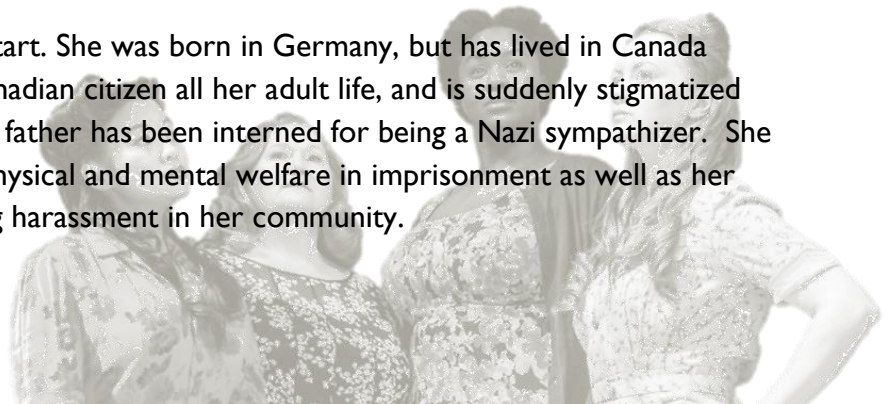 tart. She was born in Germany, but has lived in Canada
nadian citizen all her adult life, and is suddenly stigmatized
father has been interned for being a Nazi sympathizer. She
hysical and mental welfare in imprisonment as well as her
g harassment in her community.